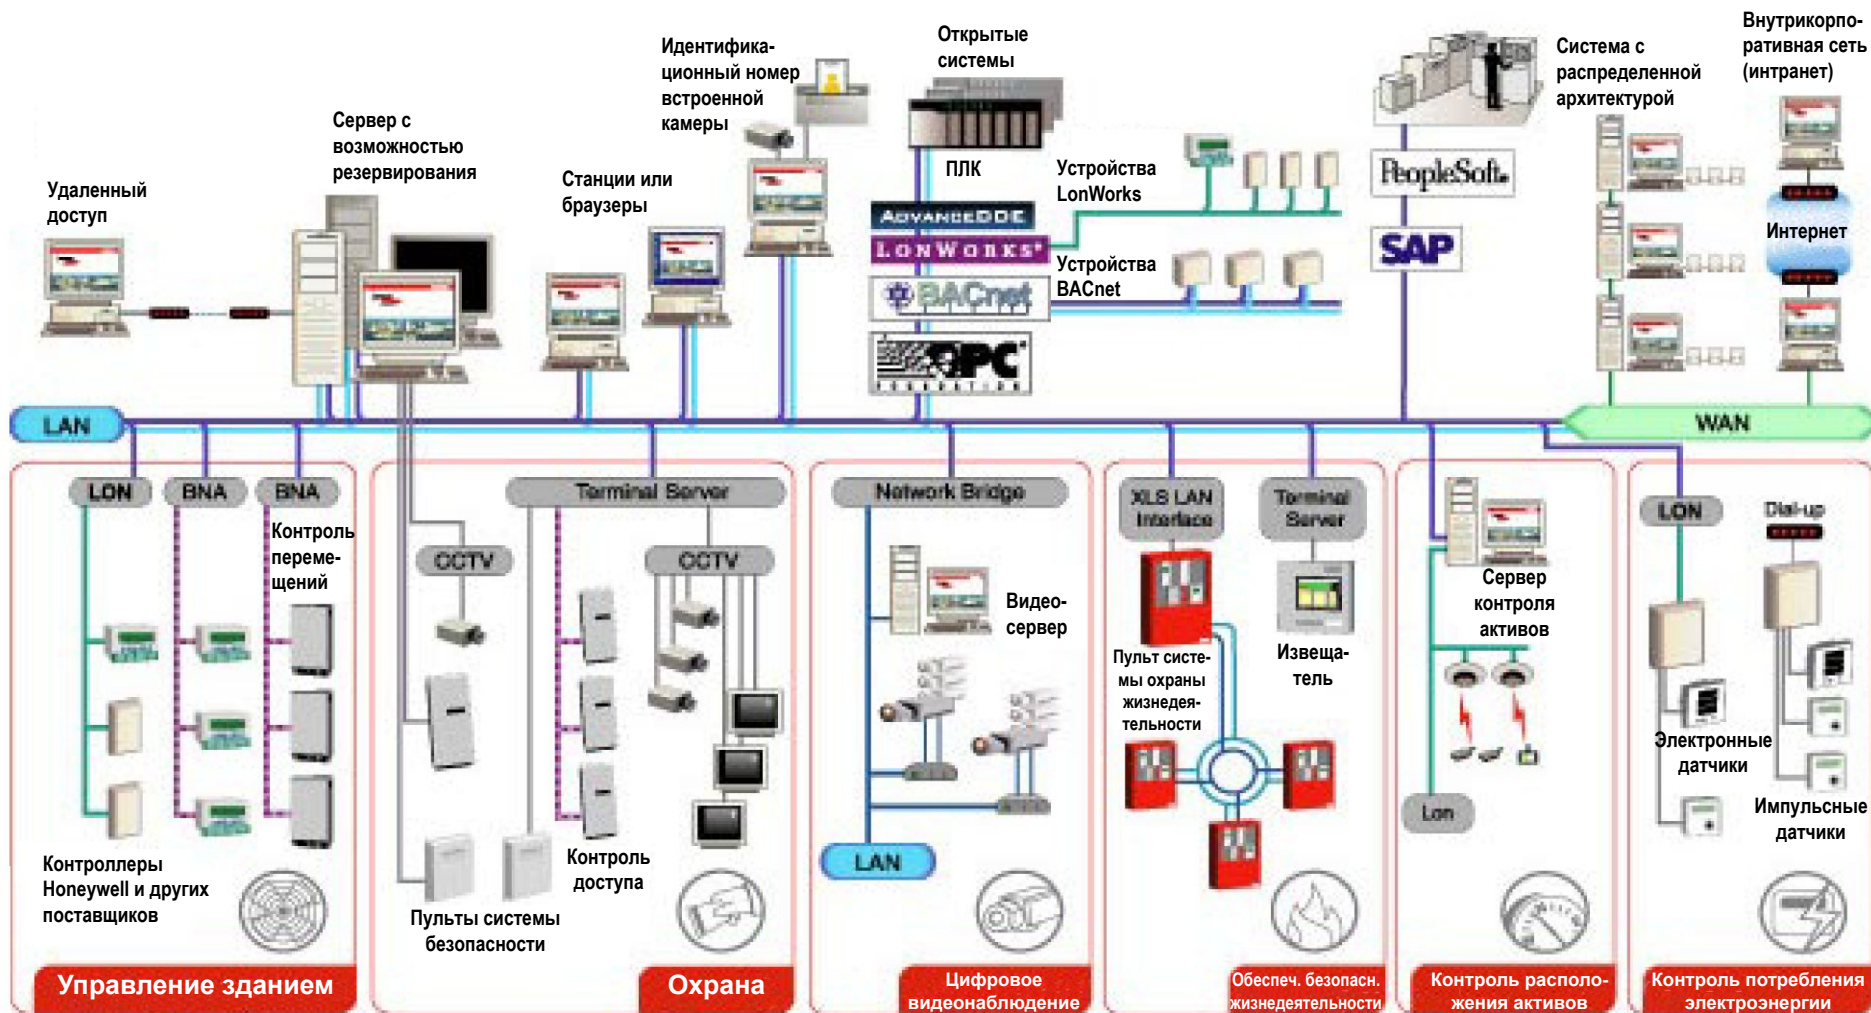 Удаленный
доступ
Сервер с
возможностью
резервирования
Станции или
браузеры
Идентифика-
ционный номер
встроенной
камеры
Открытые
системы
ПЛК
ADVANCEDDE
LONWORKS®
BACnet
OPC
FOUNDATION
Устройства
LonWorks
Устройства
BACnet
PeopleSoft.
SAP
Система с
распределенной
архитектурой
Внутрикорпо-
ративная сеть
(интранет)
Интернет
LAN
WAN
LON
BNA
BNA
Контроль
переме-
щений
Контроллеры
Honeywell и других
поставщиков
Управление зданием
Terminal Server
CCTV
CCTV
Контроль
доступа
Пульты системы
безопасности
Охрана
Network Bridge
Видео-
сервер
LAN
Цифровое
видеонаблюдение
XLS LAN
Interface
Terminal
Server
Пульт систе-
мы охраны
жизнедея-
тельности
Извеща-
тель
Обеспеч. безопасн.
жизнедеятельности
Сервер
контроля
активов
Lon
Контроль располо-
жения активов
LON
Dial-up
Электронные
датчики
Импульсные
датчики
Контроль потребления
электроэнергии